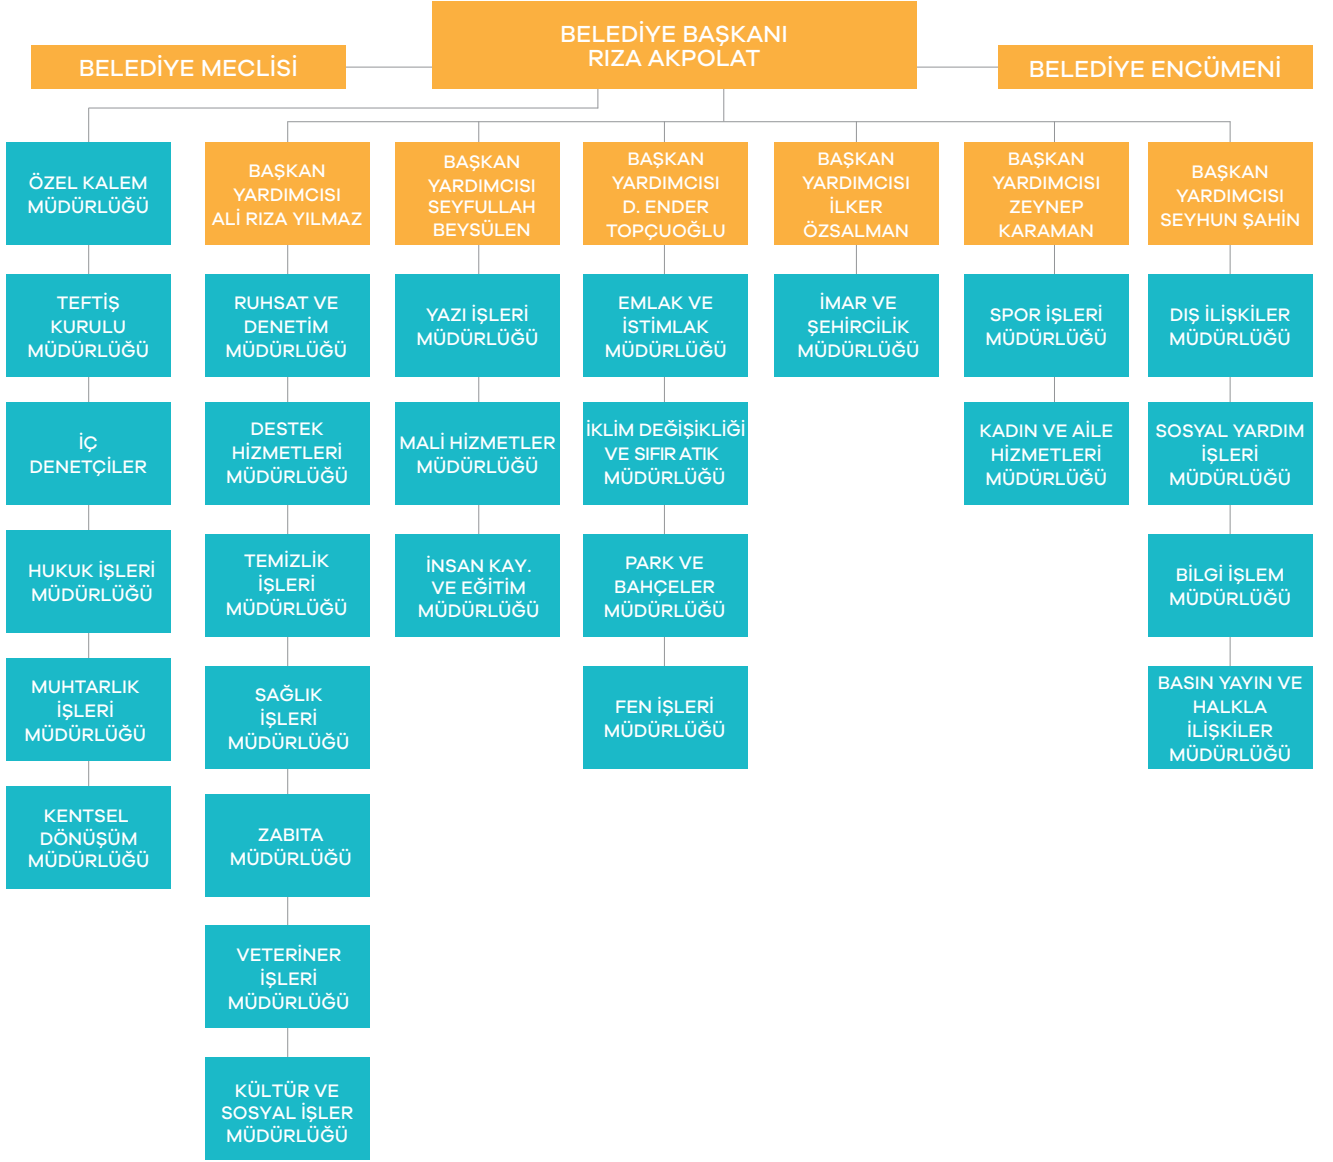 BELEDİYE BAŞKANI
RIZA AKPOLAT
BELEDİYE MECLİSİ
BELEDİYE ENCÜMENİ
ÖZEL KALEM
MÜDÜRLÜĞÜ
TEFTİŞ
KURULU
MÜDÜRLÜĞÜ
İÇ
DENETÇİLER
HUKUK İŞLERİ
MÜDÜRLÜĞÜ
MUHTARLIK
İŞLERİ
MÜDÜRLÜĞÜ
KENTSEL
DÖNÜŞÜM
MÜDÜRLÜĞÜ
BAŞKAN
YARDIMCISI
ALİ RIZA YILMAZ
RUHSAT VE
DENETİM
MÜDÜRLÜĞÜ
DESTEK
HİZMETLERİ
MÜDÜRLÜĞÜ
TEMİZLİK
İŞLERİ
MÜDÜRLÜĞÜ
SAĞLIK
İŞLERİ
MÜDÜRLÜĞÜ
ZABITA
MÜDÜRLÜĞÜ
VETERİNER
İŞLERİ
MÜDÜRLÜĞÜ
KÜLTÜR VE
SOSYAL İŞLER
MÜDÜRLÜĞÜ
BAŞKAN
YARDIMCISI
SEYFULLAH
BEYSÜLEN
YAZI İŞLERİ
MÜDÜRLÜĞÜ
MALİ HİZMETLER
MÜDÜRLÜĞÜ
İNSAN KAY.
VE EĞİTİM
MÜDÜRLÜĞÜ
BAŞKAN
YARDIMCISI
D. ENDER
TOPÇUOĞLU
EMLAK VE
İSTİMLAK
MÜDÜRLÜĞÜ
İKLİM DEĞİŞİKLİĞİ
VE SIFIR ATIK
MÜDÜRLÜĞÜ
PARK VE
BAHÇELER
MÜDÜRLÜĞÜ
FEN İŞLERİ
MÜDÜRLÜĞÜ
BAŞKAN
YARDIMCISI
İLKER
ÖZSALMAN
İMAR VE
ŞEHİRCİLİK
MÜDÜRLÜĞÜ
BAŞKAN
YARDIMCISI
ZEYNEP
KARAMAN
SPOR İŞLERİ
MÜDÜRLÜĞÜ
KADIN VE AİLE
HİZMETLERİ
MÜDÜRLÜĞÜ
BAŞKAN
YARDIMCISI
SEYHUN ŞAHİN
DIŞ İLİŞKİLER
MÜDÜRLÜĞÜ
SOSYAL YARDIM
İŞLERİ
MÜDÜRLÜĞÜ
BİLGİ İŞLEM
MÜDÜRLÜĞÜ
BASIN YAYIN VE
HALKLA
İLİŞKİLER
MÜDÜRLÜĞÜ